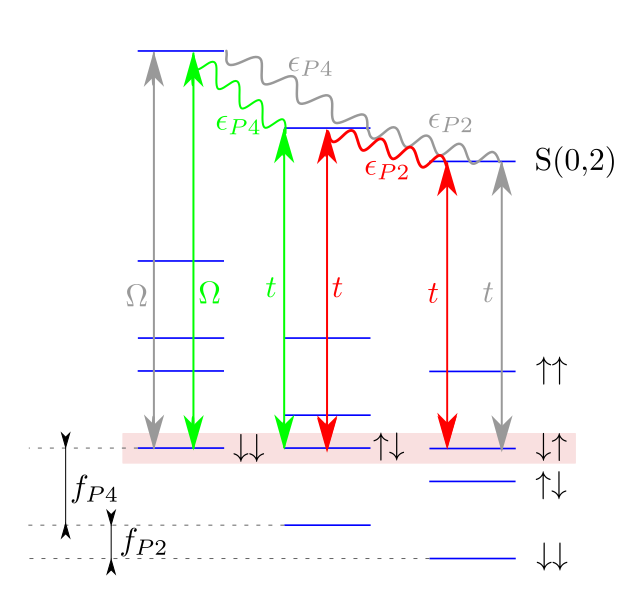 ϵ_{P4}
ϵ_{P4} ϵ_{P2}
ϵ_{P2} S(0,2)
Ω Ω t t t t
↑↑
↓↓ ↑↓ ↓↑
f_{P4} ↑↓
f_{P2} ↓↓